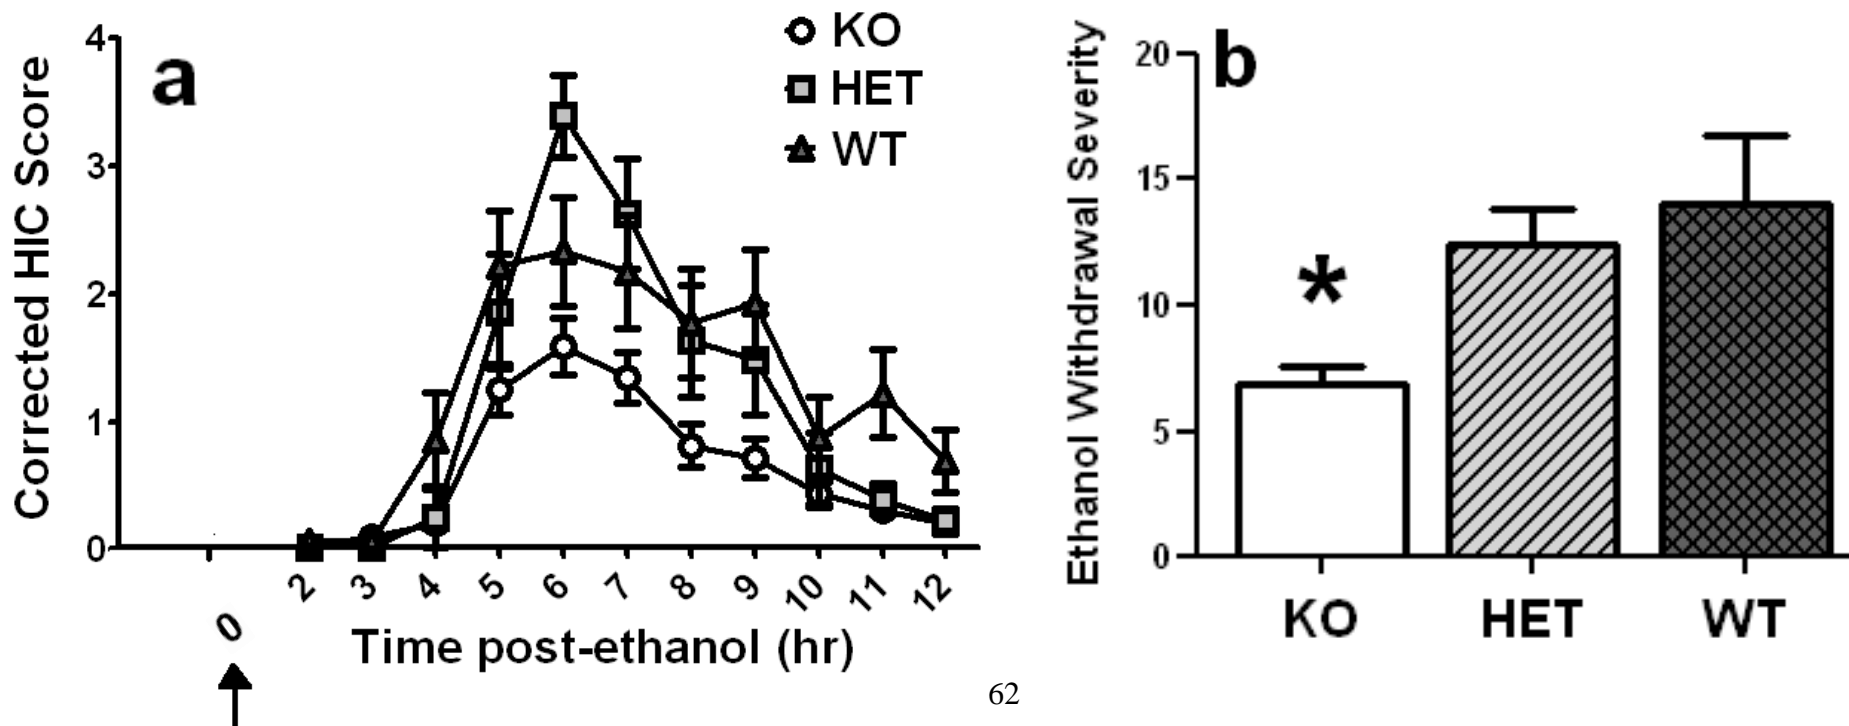 a
Corrected HIC Score
4
3
2
1
0
KO
HET
WT
0
2
3
4
5
6
7
8
9
10
11
12
Time post-ethanol (hr)
b
Ethanol Withdrawal Severity
20
15
10
5
0
*
KO
HET
WT
62